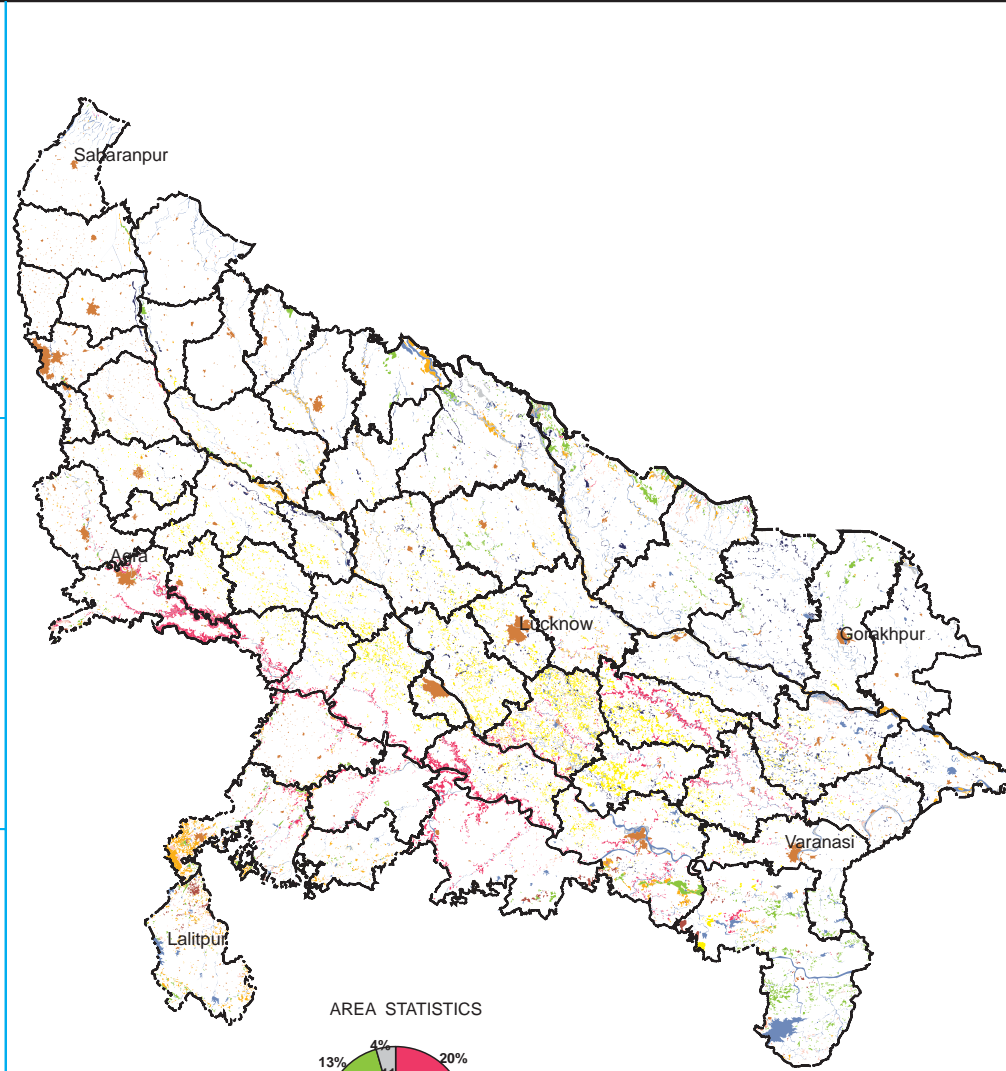 Saharanpur
Agra
Lucknow
Gorakhpur
Varanasi
Lalitpur
AREA STATISTICS
4%
13%
20%